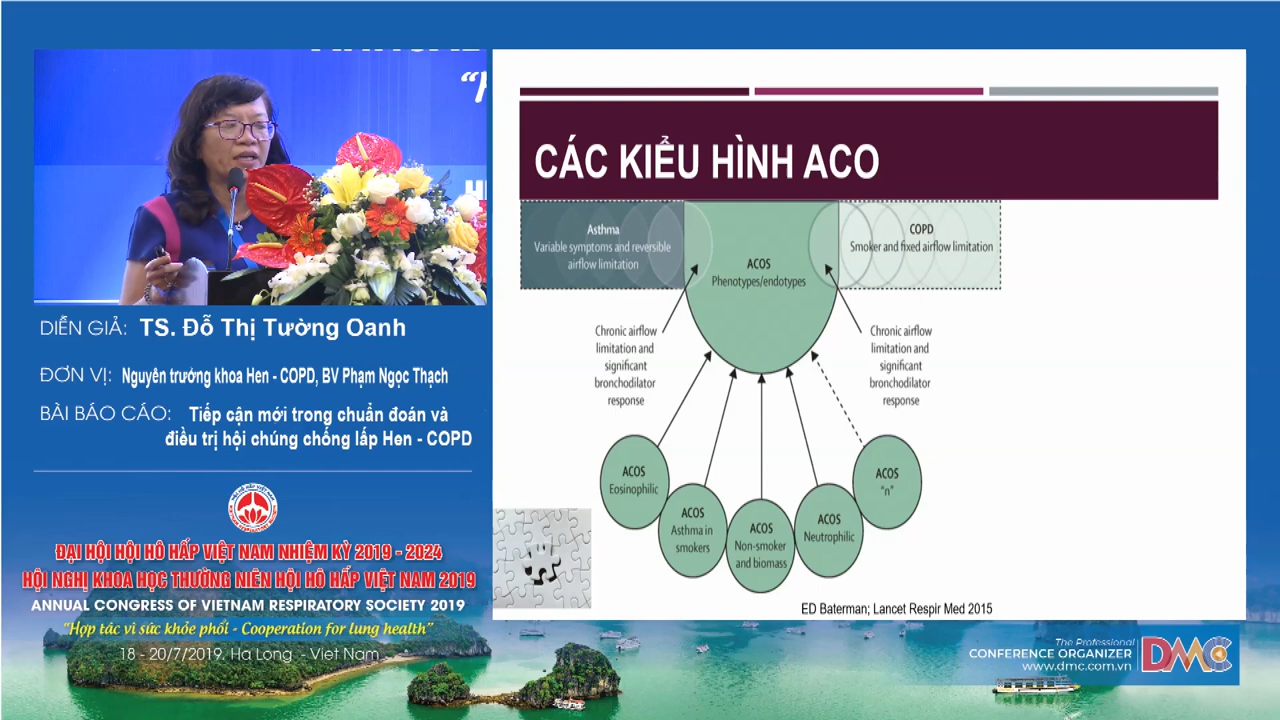 DIỄN GIẢ: TS. Đỗ Thị Tường Oanh
ĐƠN VỊ: Nguyên trưởng khoa Hen - COPD, BV Phạm Ngọc Thạch
BÀI BÁO CÁO: Tiếp cận mới trong chuẩn đoán và
điều trị hội chứng chồng lấp Hen - COPD
ĐẠI HỘI HỘI HÔ HẤP VIỆT NAM NHIỆM KỲ 2019 - 2024
HỘI NGHỊ KHOA HỌC THƯỜNG NIÊN HỘI HÔ HẤP VIỆT NAM 2019
ANNUAL CONGRESS OF VIETNAM RESPIRATORY SOCIETY 2019
"Hợp tác vì sức khỏe phổi - Cooperation for lung health"
18 - 20/7/2019. Ha Long - Viet Nam
CÁC KIỂU HÌNH ACO
Asthma
Variable symptoms and reversible
airflow limitation
ACOS
Phenotypes/endotypes
COPD
Smoker and fixed airflow limitation
Chronic airflow
limitation and
significant
bronchodilator
response
Chronic airflow
limitation and
significant
bronchodilator
response
ACOS
Eosinophilic
ACOS
Asthma in
smokers
ACOS
Non-smoker
and biomass
ACOS
Neutrophilic
ACOS
"n"
ED Baterman; Lancet Respir Med 2015
The Professional
CONFERENCE ORGANIZER
www.dmc.com.vn
DMC